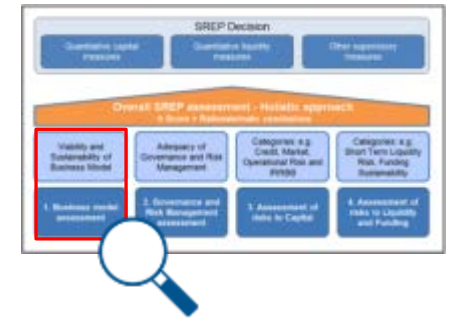 SREP Decision
Quantitative capital
measures
Quantitative liquidity
measures
Other supervisory
measures
Overall SREP assessment - Holistic approach
Viability and
Sustainability of
Business Model
Adequacy of
Governance and Risk
Management
Categories: e.g.
Credit, Market,
Operational Risk and
IRRBB
Categories: e.g.
Short Term Liquidity
Risk, Funding
Sustainability
1. Business model
assessment
2. Governance and
Risk Management
assessment
3. Assessment of
risks to Capital
4. Assessment of
risks to Liquidity
and Funding